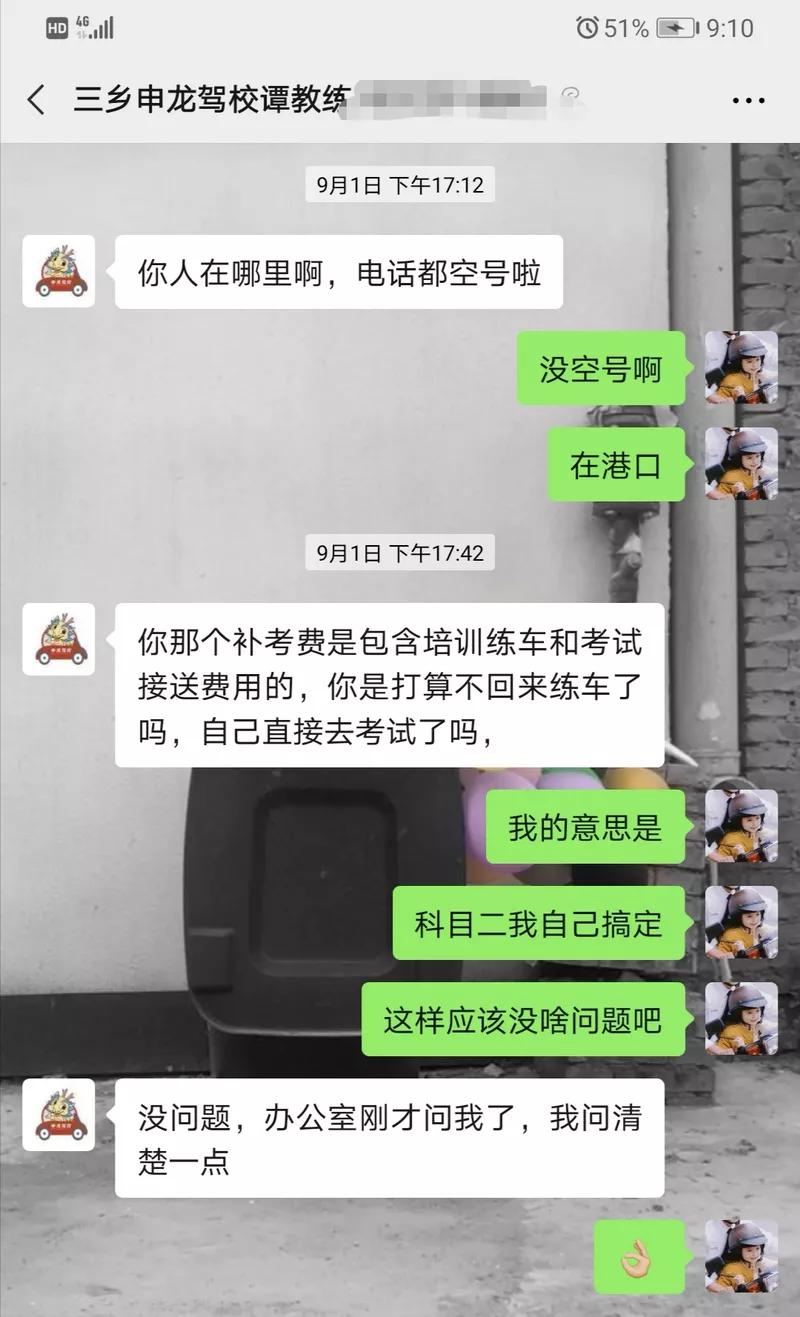 HD 4G 51% 9:10
三乡申龙驾校谭教练
9月1日 下午17:12
你人在哪里啊，电话都空号啦
没空号啊
在港口
9月1日 下午17:42
你那个补考费是包含培训练车和考试
接送费用的，你是打算不回来练车了
吗，自己直接去考试了吗，
我的意思是
科目二我自己搞定
这样应该没啥问题吧
没问题，办公室刚才问我了，我问清
楚一点
👌🏼